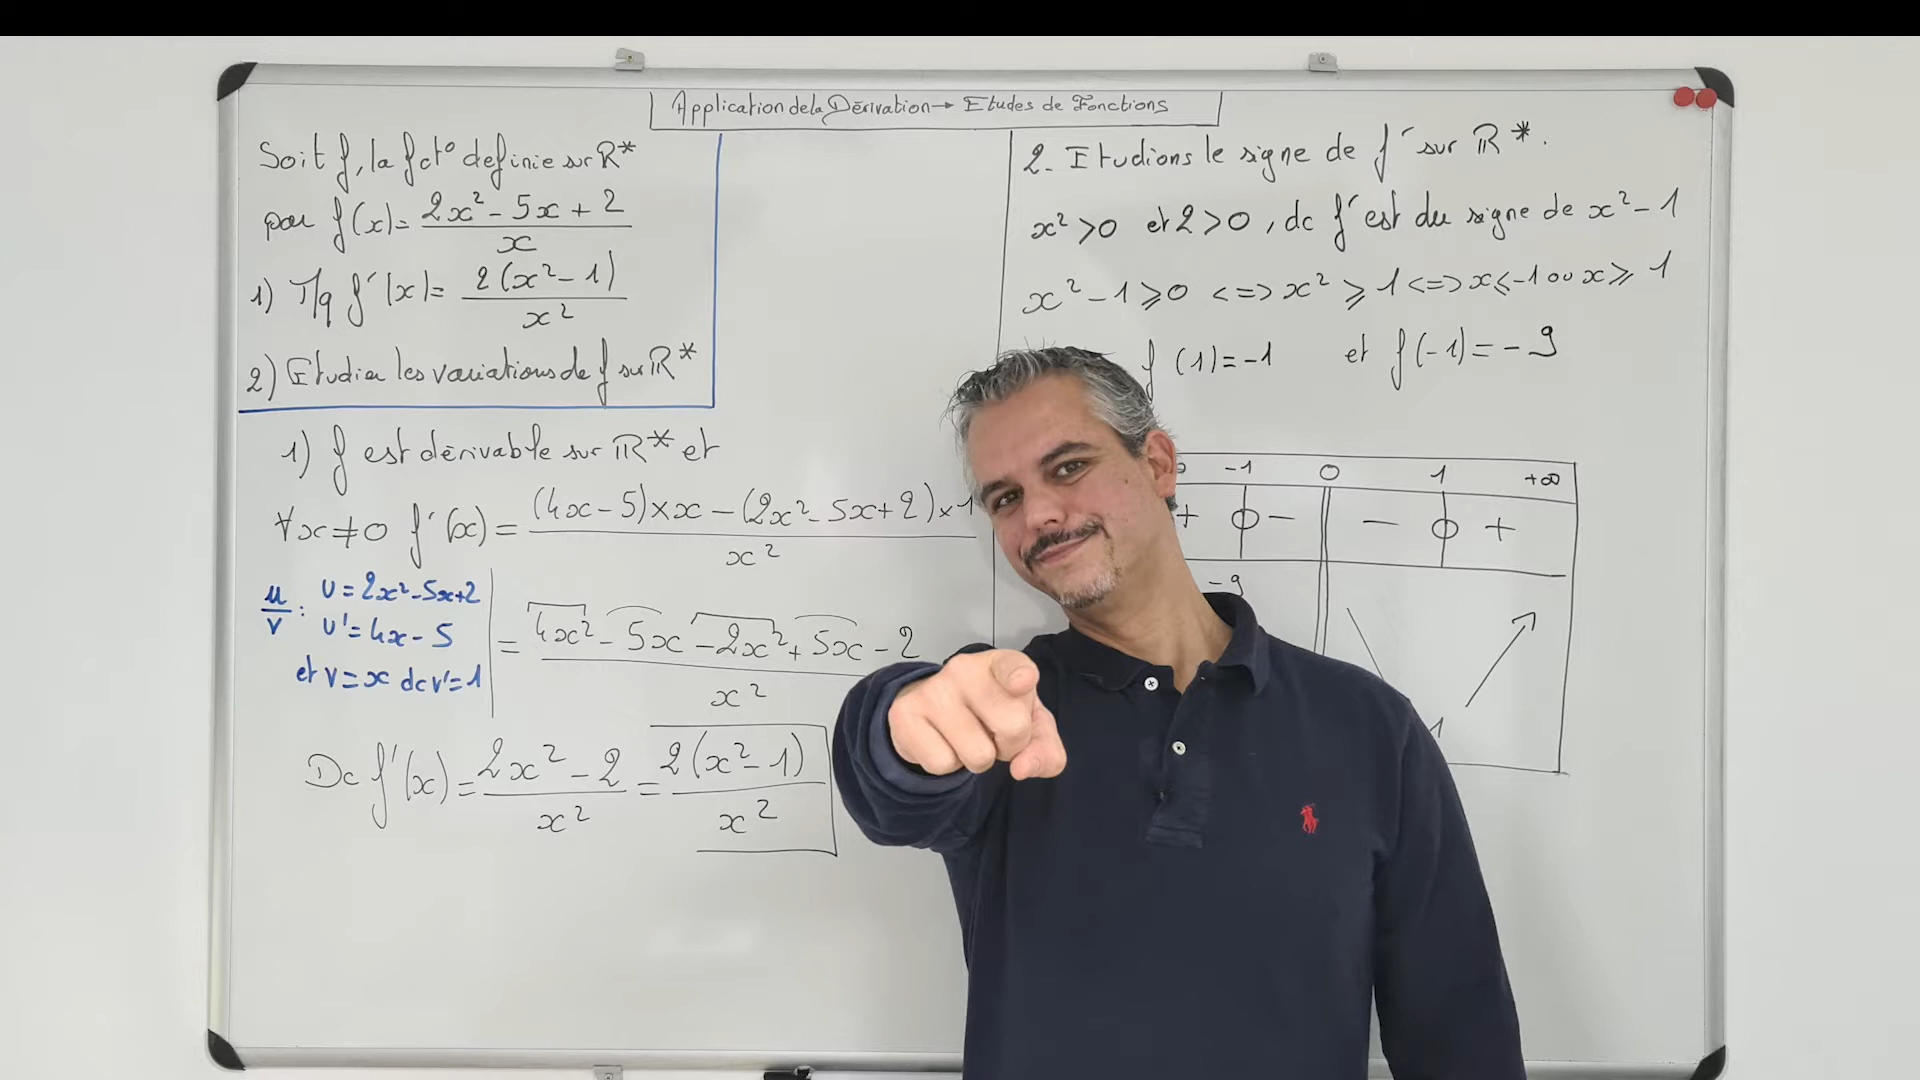 Application de la Dérivation → Etudes de Fonctions
Soit f, la fct° definie sur ℝ*
par f(x)= (2x² - 5x + 2)/x
1) T/q f'(x)= 2(x² - 1)/x²
2) Etudier les variations de f sur ℝ*
1) f est dérivable sur ℝ* et
∀x≠0 f'(x) = ((4x - 5)×x - (2x² - 5x + 2)×1)/x²
u/v : U = 2x² - 5x + 2
U' = 4x - 5
et V = x dc V' = 1
= (4x² - 5x - 2x² + 5x - 2)/x²
Dc f'(x) = (2x² - 2)/x² = 2(x² - 1)/x²
2. Etudions le signe de f' sur ℝ*.
x² > 0 et 2 > 0, dc f' est du signe de x² - 1
x² - 1 ⩾ 0 <=> x² ⩾ 1 <=> x ⩽ -1 ou x ⩾ 1
f(1) = -1 et f(-1) = -9
-1 0 1 +∞
+ 0 - || - 0 +
-9
1